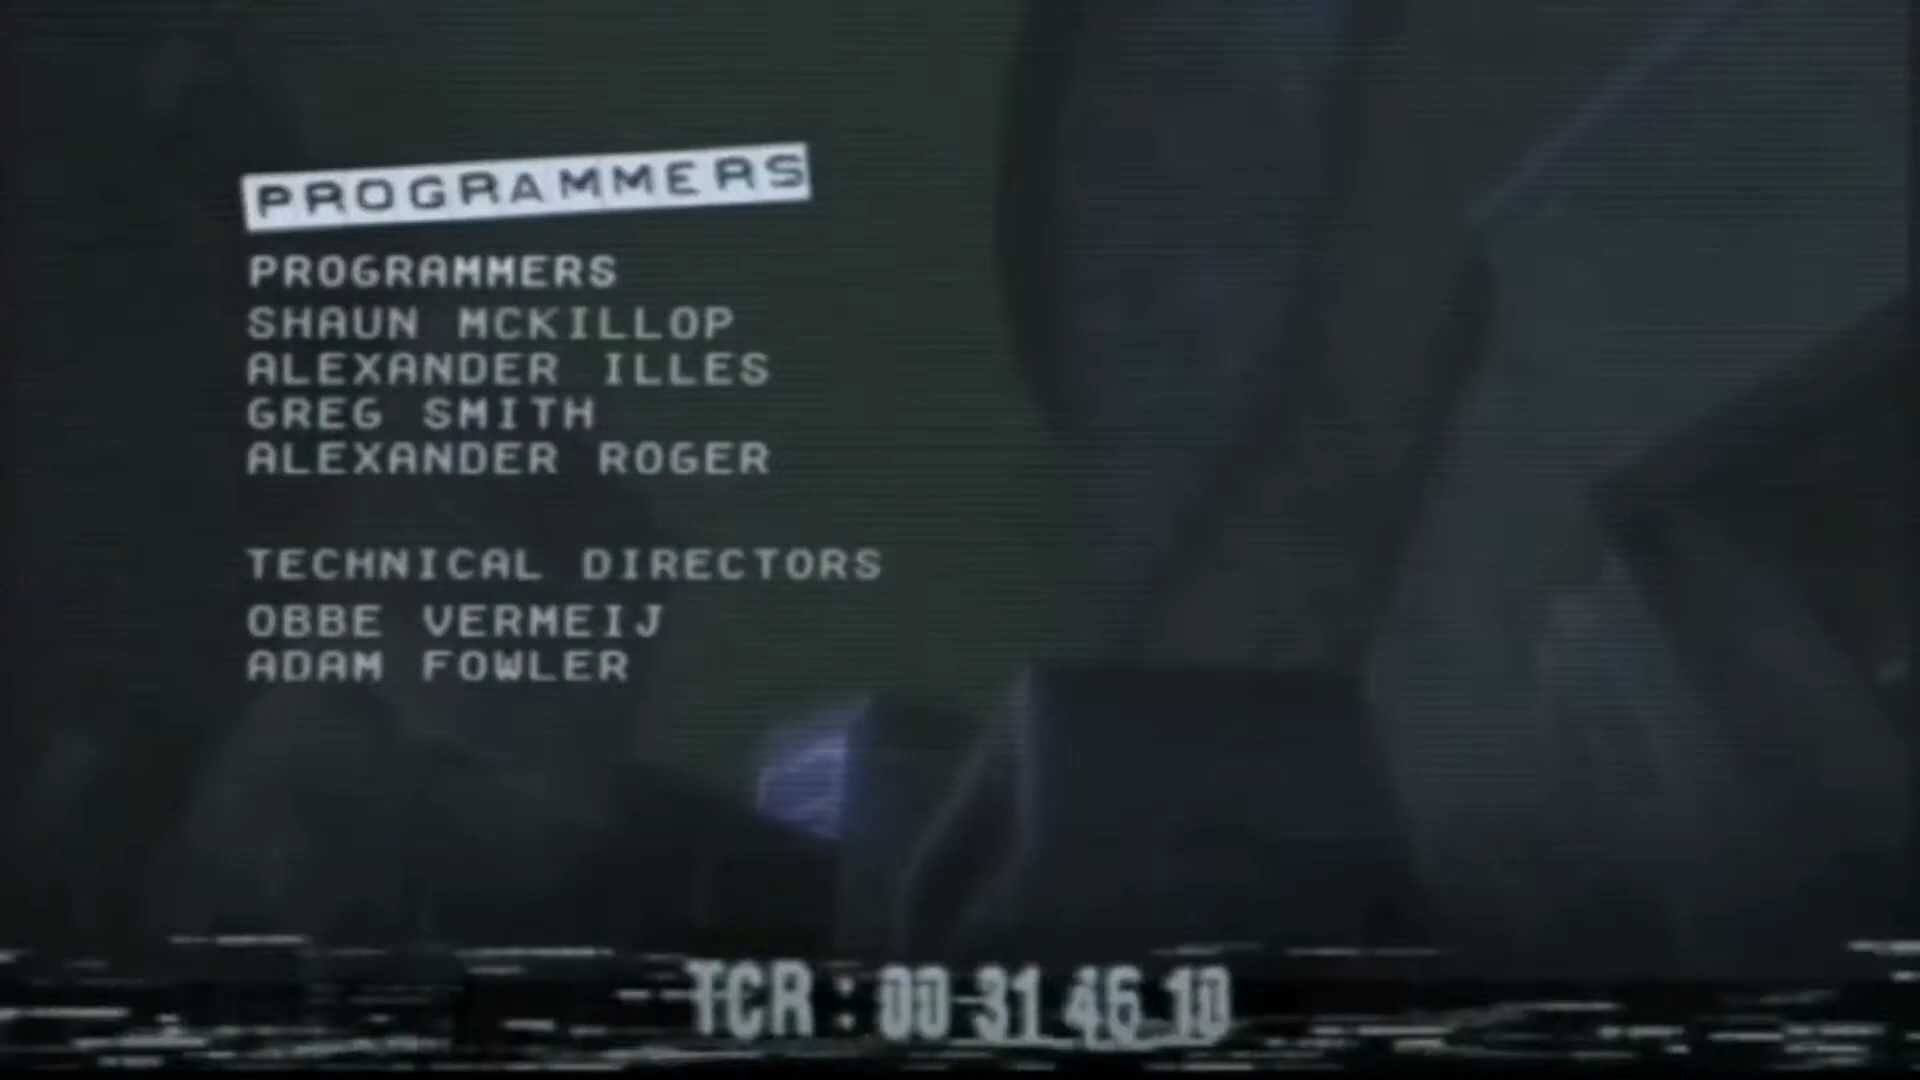 PROGRAMMERS
PROGRAMMERS
SHAUN MCKILLOP
ALEXANDER ILLES
GREG SMITH
ALEXANDER ROGER
TECHNICAL DIRECTORS
OBBE VERMEIJ
ADAM FOWLER
TCR : 00 31 46 10